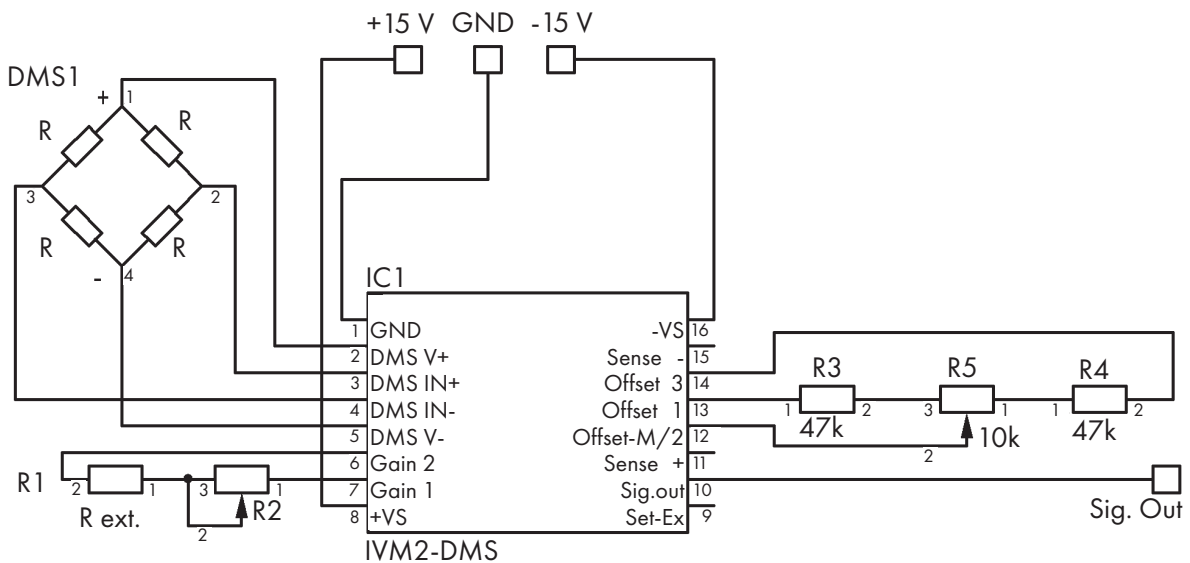 +15 V GND -15 V
DMS1
+ 1
R R
3 2
R R
- 4
IC1
1 GND -VS 16
2 DMS V+ Sense - 15
3 DMS IN+ Offset 3 14
4 DMS IN- Offset 1 13
5 DMS V- Offset-M/2 12
6 Gain 2 Sense + 11
7 Gain 1 Sig.out 10
8 +VS Set-Ex 9
IVM2-DMS
R3 R5 R4
1 2 3 1 1 2
47k 10k 47k
2
R1 2 1 3 1
R ext. R2
2
Sig. Out